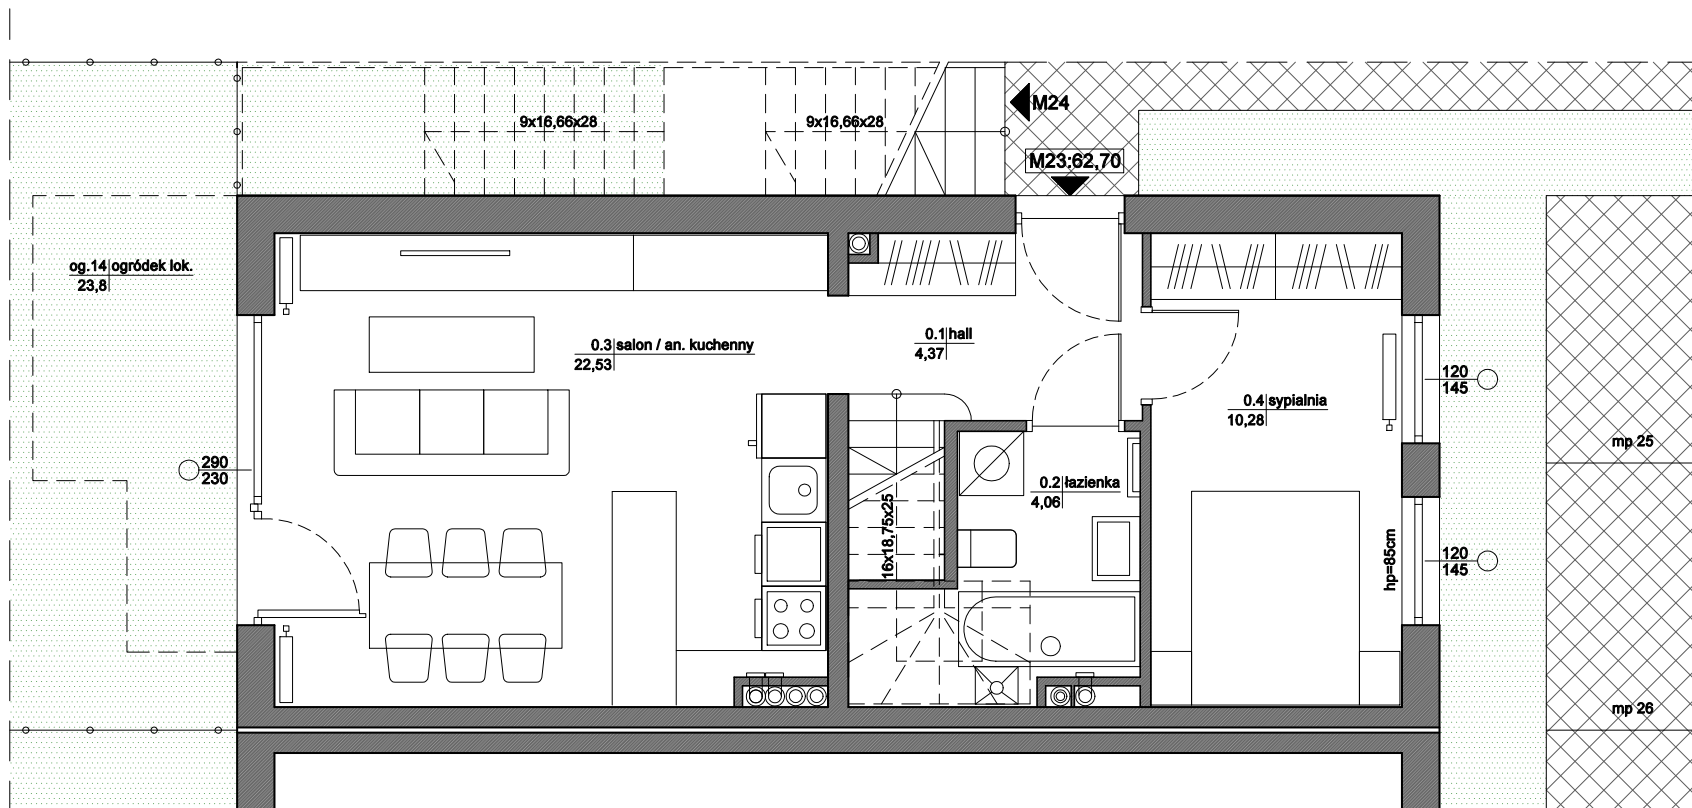 M24
9x16,66x28
9x16,66x28
M23:62,70
og.14 ogródek lok.
23,8
0.3 salon / an. kuchenny
22,53
0.1 hall
4,37
0.4 sypialnia
10,28
120
145
mp 25
290
230
0.2 łazienka
4,06
16x18,75x25
hp=85cm
120
145
mp 26